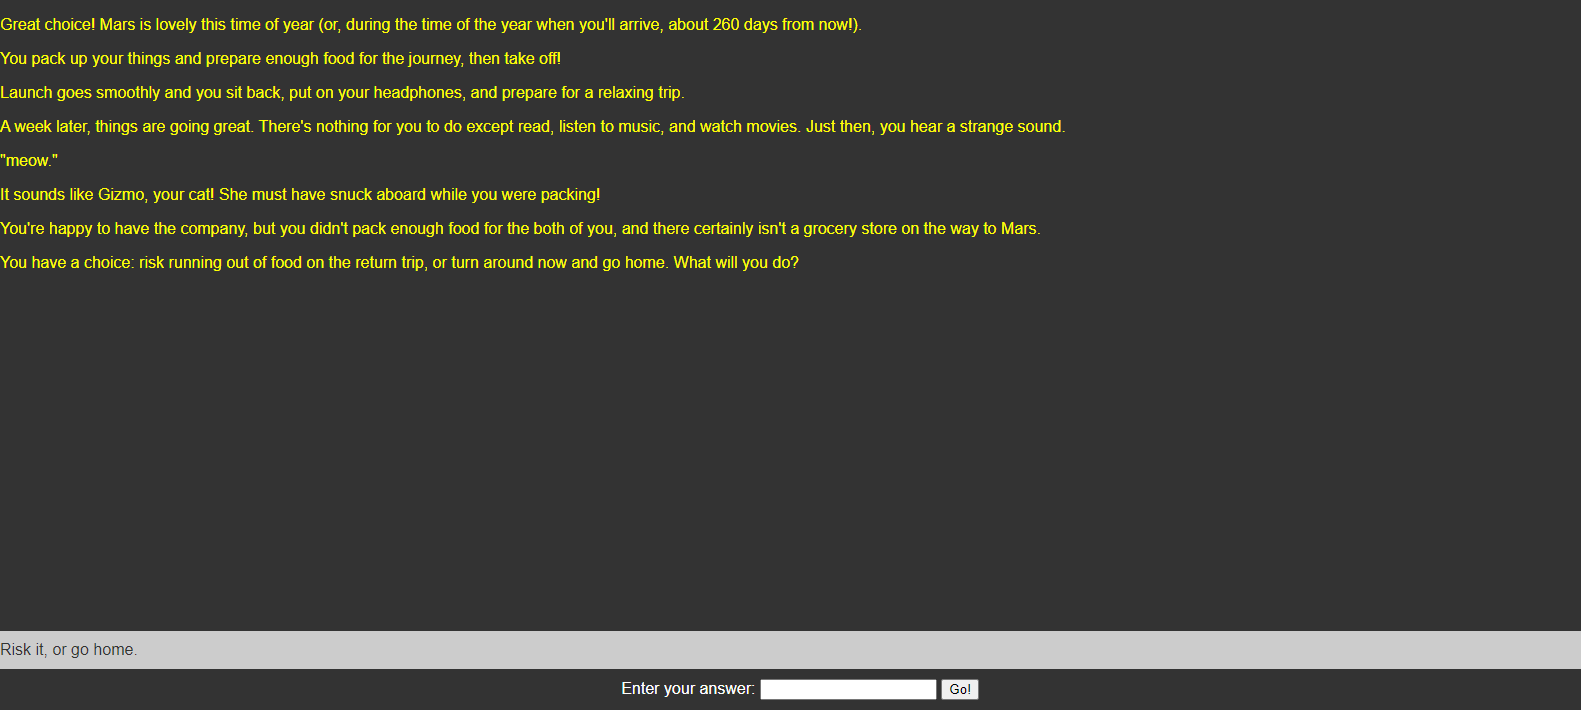 Great choice! Mars is lovely this time of year (or, during the time of the year when you'll arrive, about 260 days from now!).
You pack up your things and prepare enough food for the journey, then take off!
Launch goes smoothly and you sit back, put on your headphones, and prepare for a relaxing trip.
A week later, things are going great. There's nothing for you to do except read, listen to music, and watch movies. Just then, you hear a strange sound.
"meow."
It sounds like Gizmo, your cat! She must have snuck aboard while you were packing!
You're happy to have the company, but you didn't pack enough food for the both of you, and there certainly isn't a grocery store on the way to Mars.
You have a choice: risk running out of food on the return trip, or turn around now and go home. What will you do?
Risk it, or go home.
Enter your answer: Go!